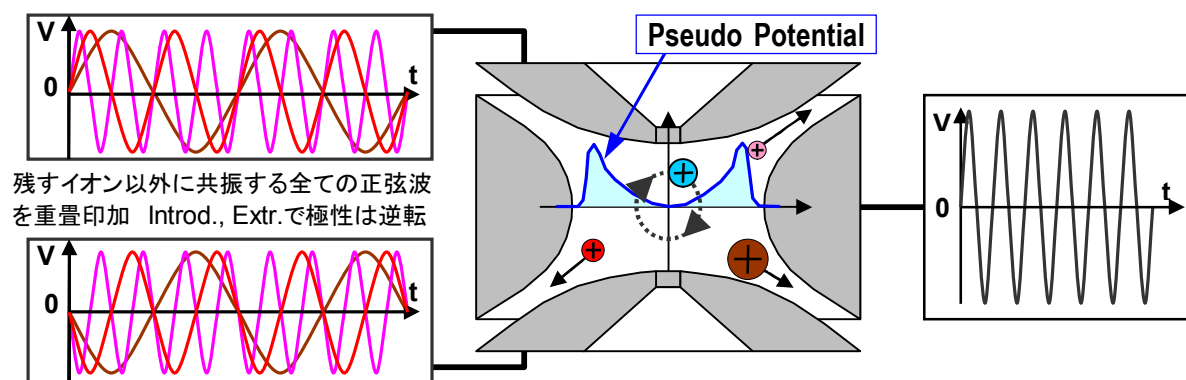 V
0
t
残すイオン以外に共振する全ての正弦波
を重畳印加 Introd., Extr.で極性は逆転
V
0
t
Pseudo Potential
+
+
+
+
V
0
t